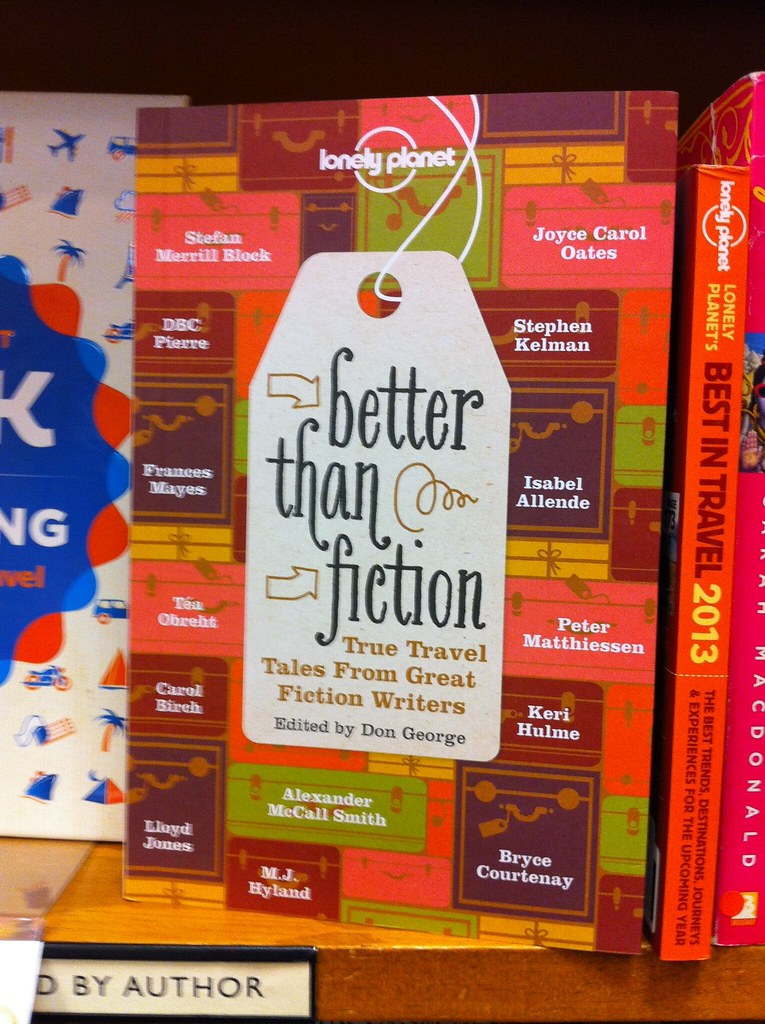 lonely planet
Stefan
Merrill Block
Joyce Carol
Oates
DBC
Pierre
Stephen
Kelman
better
than
fiction
Frances
Mayes
Isabel
Allende
True Travel
Tales From Great
Fiction Writers
Edited by Don George
Téa
Obreht
Peter
Matthiessen
Carol
Birch
Keri
Hulme
Alexander
McCall Smith
Lloyd
Jones
Bryce
Courtenay
M.J.
Hyland
lonely planet
LONELY
PLANET'S
BEST IN TRAVEL 2013
THE BEST TRENDS, DESTINATIONS, JOURNEYS
& EXPERIENCES FOR THE UPCOMING YEAR
ARAH MACDONALD
K
NG
vel
D BY AUTHOR